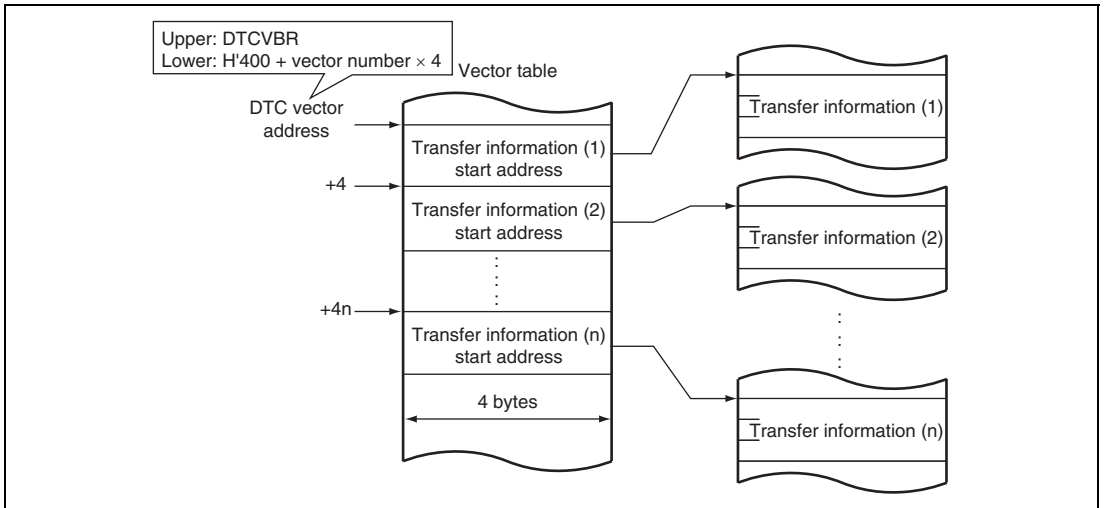 Upper: DTCVBR
Lower: H'400 + vector number × 4
Vector table
DTC vector
address
Transfer information (1)
start address
+4
Transfer information (2)
start address
+4n
Transfer information (n)
start address
4 bytes
Transfer information (1)
Transfer information (2)
Transfer information (n)